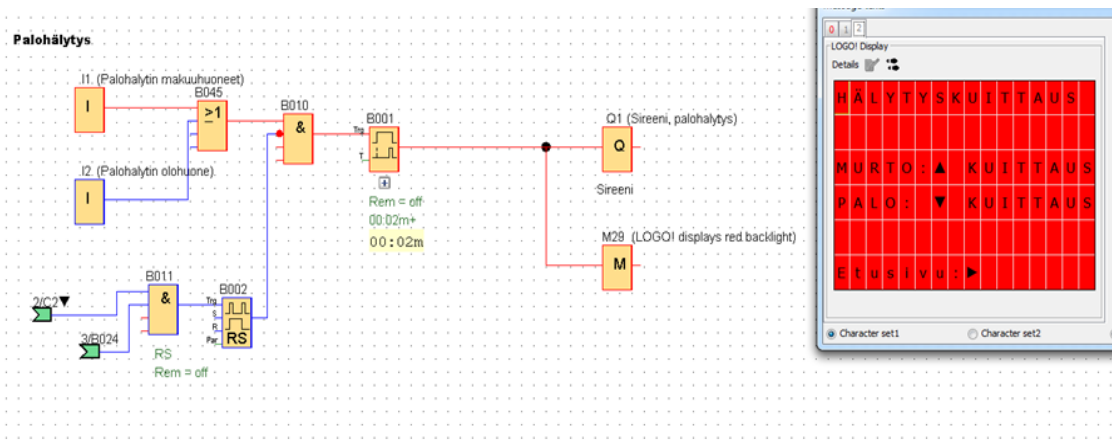 Palohälytys
I1. (Palohalytin makuuhuoneet)
I
B045
≥1
B010
&
B001
Trg
T
Rem = off
00:02m+
00:02m
Q1 (Sireeni, palohalytys)
Q
Sireeni
I2. (Palohalytin olohuone)
I
M29 (LOGO! displays red backlight)
M
B011
&
RS
Rem = off
B002
Trg
S
R
Par
RS
2/C2▼
3/B024
0 1 2
LOGO! Display
Details
HÄLYTYSKUITTAUS
MURTO:▲ KUITTAUS
PALO: ▼ KUITTAUS
Etusivu:▶
Character set1
Character set2